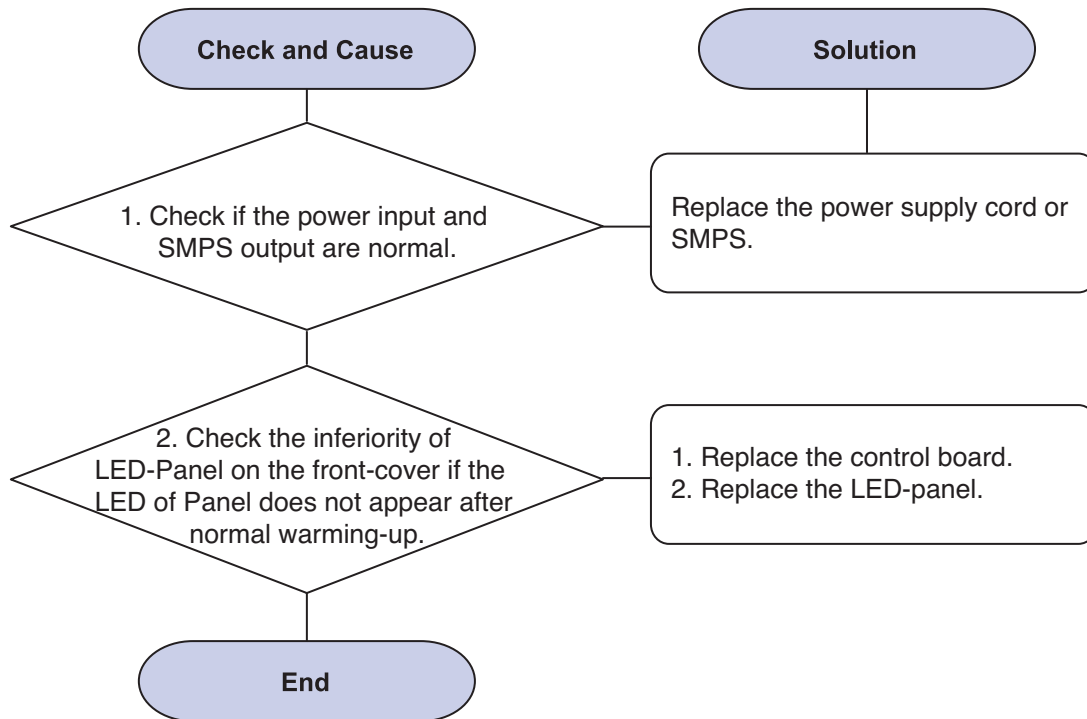 Check and Cause
Solution
1. Check if the power input and
SMPS output are normal.
Replace the power supply cord or
SMPS.
2. Check the inferiority of
LED-Panel on the front-cover if the
LED of Panel does not appear after
normal warming-up.
1. Replace the control board.
2. Replace the LED-panel.
End